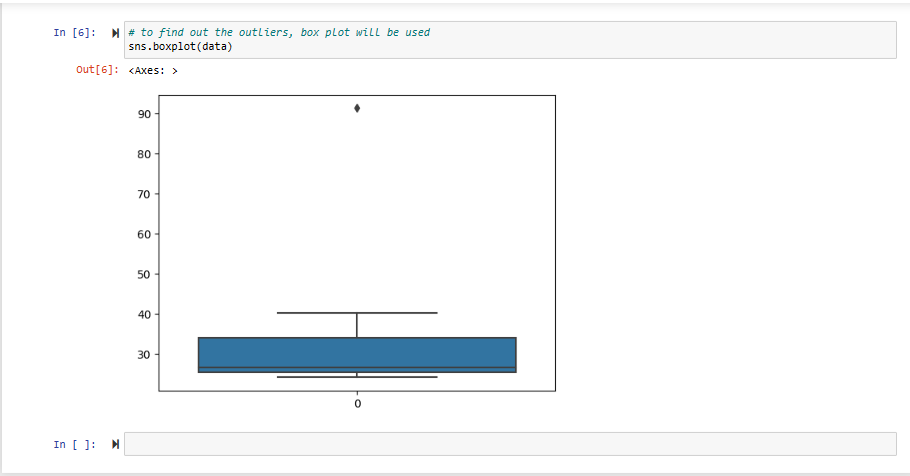 In [6]: # to find out the outliers, box plot will be used
sns.boxplot(data)
Out[6]: <Axes: >
90
80
70
60
50
40
30
0
In [ ]: